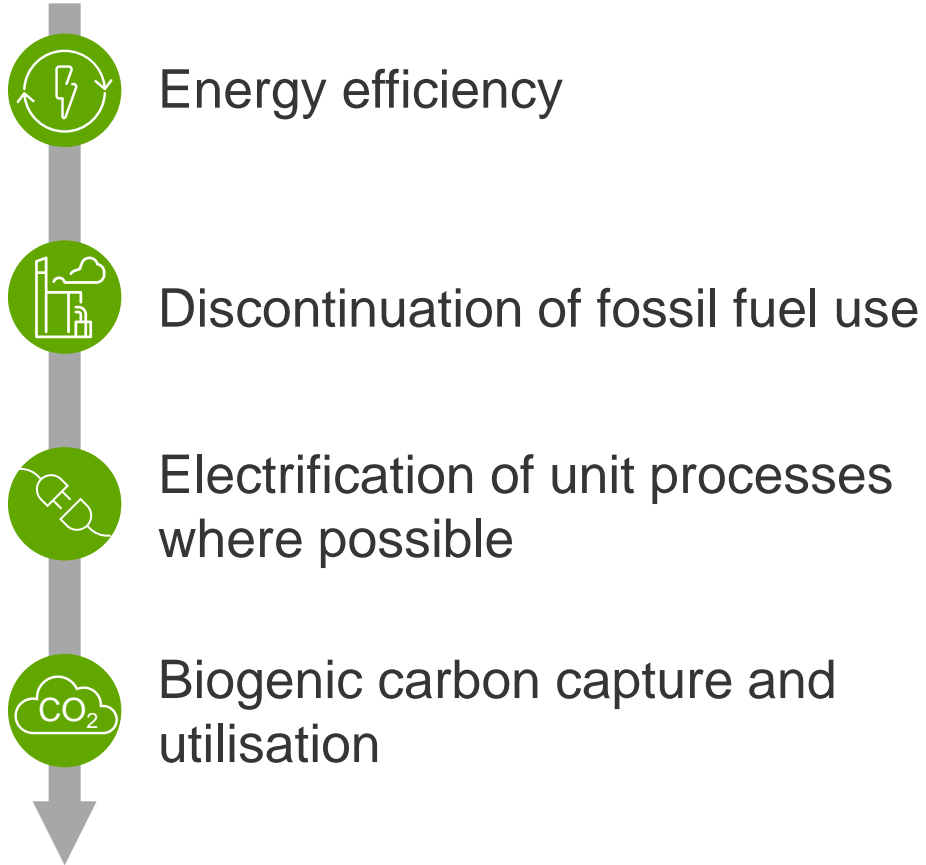 Energy efficiency
Discontinuation of fossil fuel use
Electrification of unit processes
where possible
CO₂
Biogenic carbon capture and
utilisation